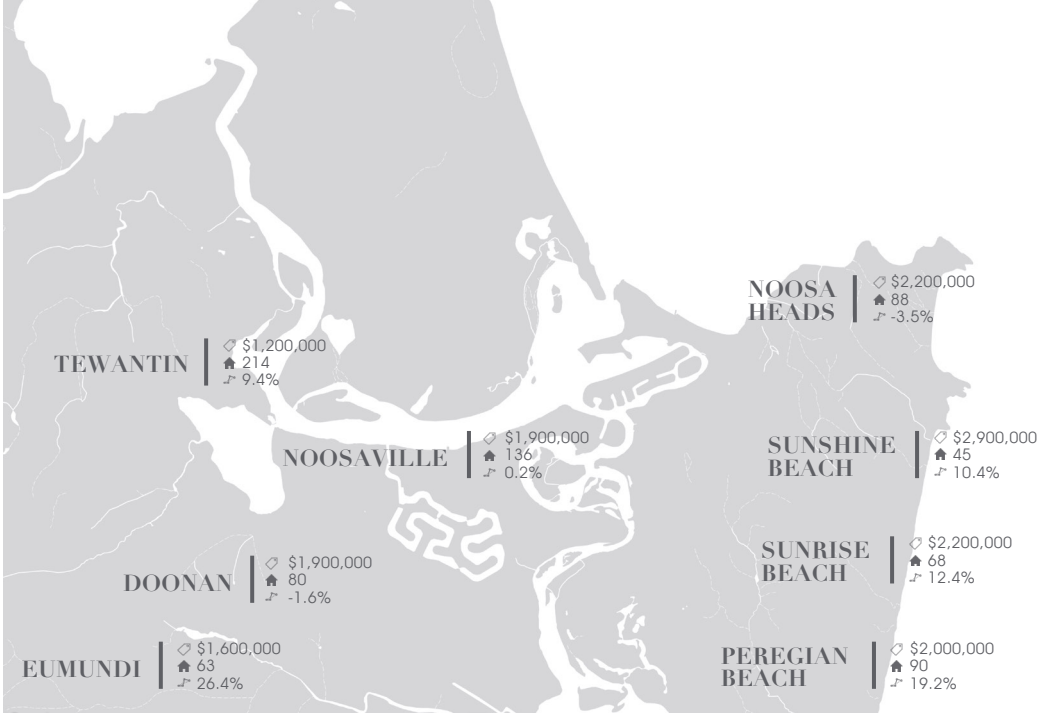 NOOSA
HEADS
$2,200,000
88
-3.5%
TEWANTIN
$1,200,000
214
9.4%
NOOSAVILLE
$1,900,000
136
0.2%
SUNSHINE
BEACH
$2,900,000
45
10.4%
SUNRISE
BEACH
$2,200,000
68
12.4%
DOONAN
$1,900,000
80
-1.6%
EUMUNDI
$1,600,000
63
26.4%
PEREGIAN
BEACH
$2,000,000
90
19.2%